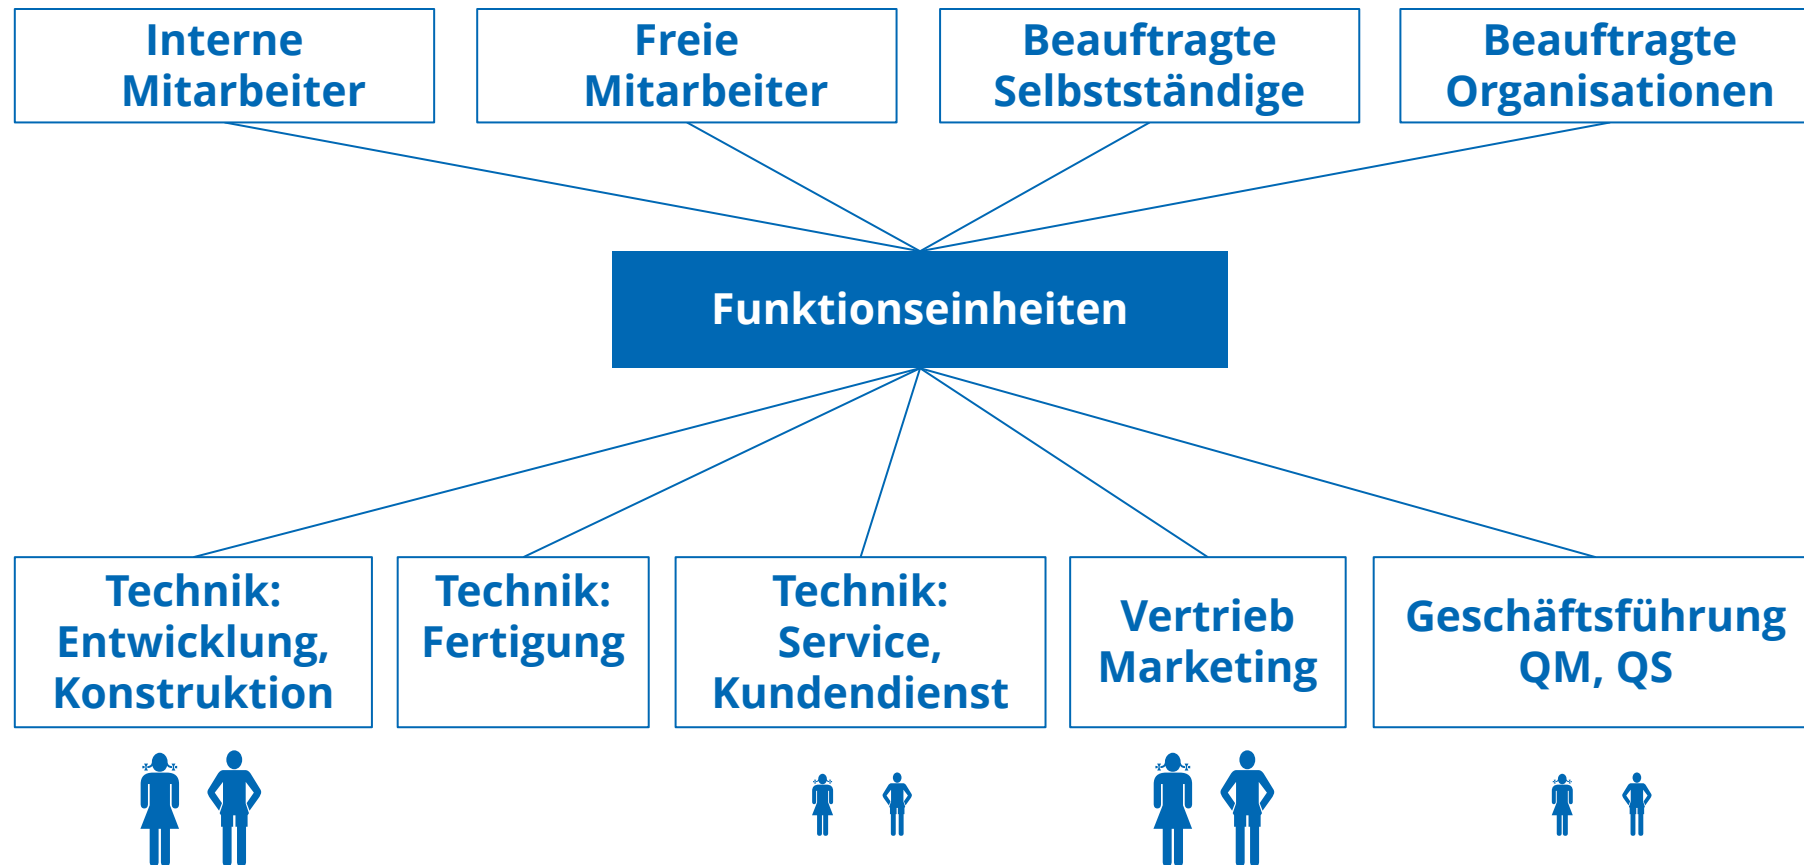 Interne
Mitarbeiter
Freie
Mitarbeiter
Beauftragte
Selbstständige
Beauftragte
Organisationen
Funktionseinheiten
Technik:
Entwicklung,
Konstruktion
Technik:
Fertigung
Technik:
Service,
Kundendienst
Vertrieb
Marketing
Geschäftsführung
QM, QS